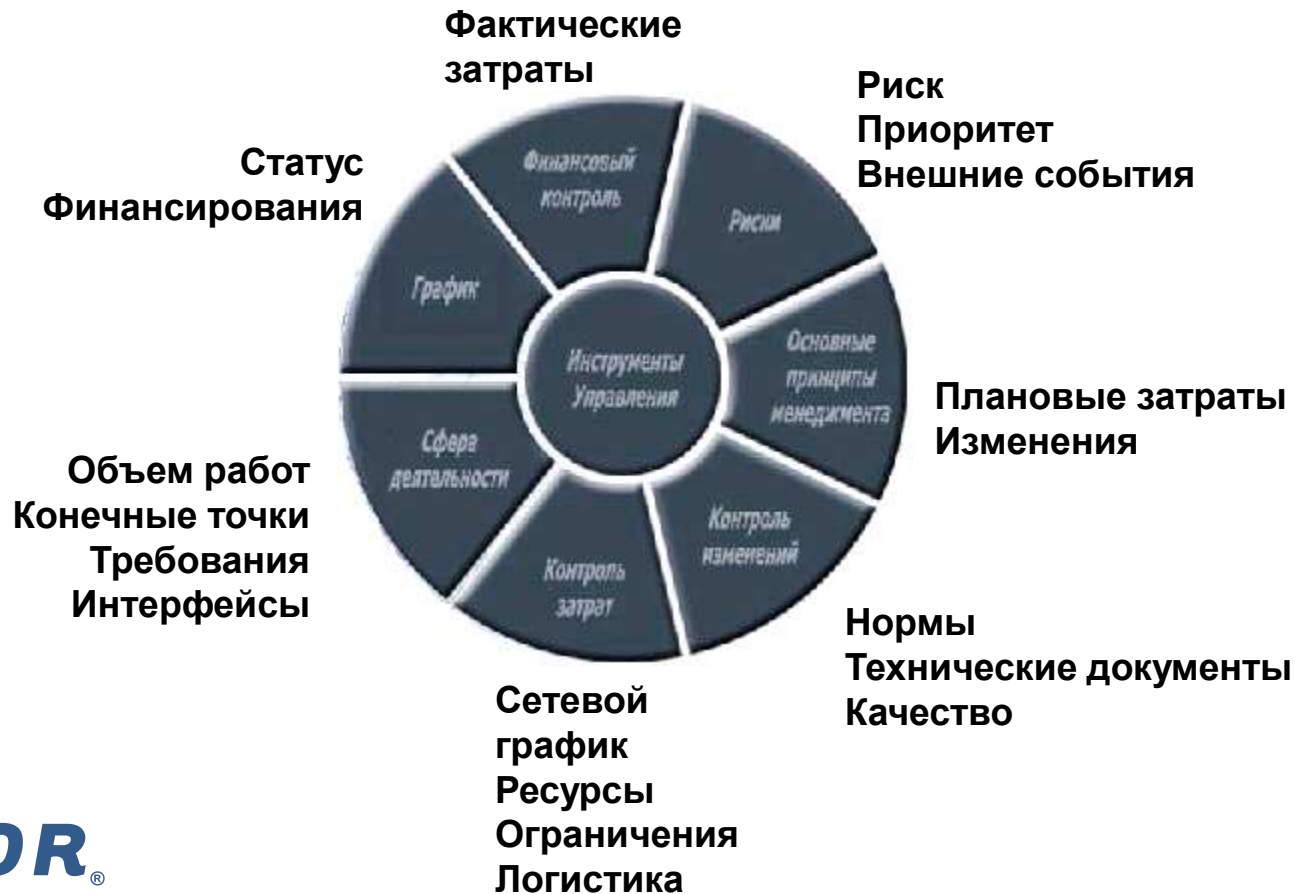 Фактические
затраты
Риск
Приоритет
Внешние события
Статус
Финансирования
Финансовый
контроль
Риски
График
Инструменты
Управления
Основные
принципы
менеджмента
Плановые затраты
Изменения
Сфера
деятельности
Объем работ
Конечные точки
Требования
Интерфейсы
Контроль
изменений
Контроль
затрат
Нормы
Технические документы
Качество
Сетевой
график
Ресурсы
Ограничения
Логистика
OR®